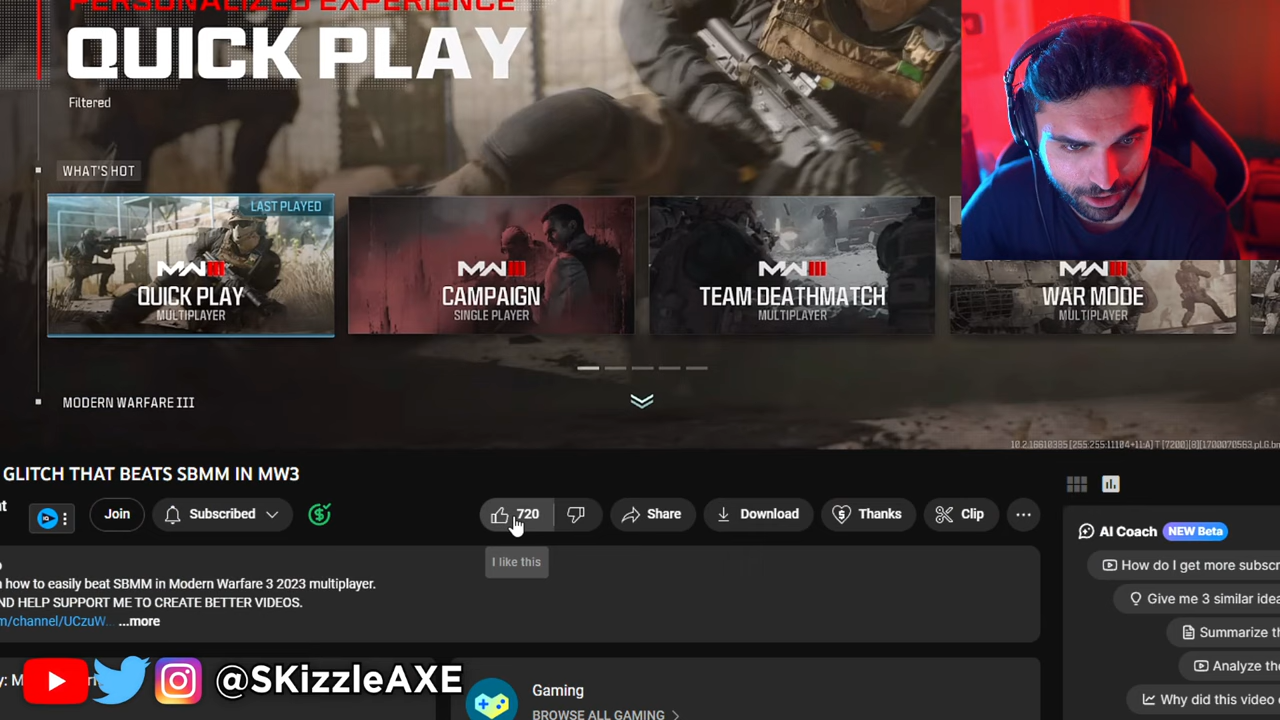 PERSONALIZED EXPERIENCE
QUICK PLAY
Filtered
WHAT'S HOT
LAST PLAYED
MWIII
QUICK PLAY
MULTIPLAYER
MWIII
CAMPAIGN
SINGLE PLAYER
MWIII
TEAM DEATHMATCH
MULTIPLAYER
MWIII
WAR MODE
MULTIPLAYER
MODERN WARFARE III
GLITCH THAT BEATS SBMM IN MW3
Join
Subscribed
720
Share
Download
Thanks
Clip
I like this
how to easily beat SBMM in Modern Warfare 3 2023 multiplayer.
ND HELP SUPPORT ME TO CREATE BETTER VIDEOS.
m/channel/UCzuW... ...more
AI Coach NEW Beta
How do I get more subscr
Give me 3 similar idea
Summarize th
Analyze the
Why did this video
@SKizzleAXE
Gaming
BROWSE ALL GAMING